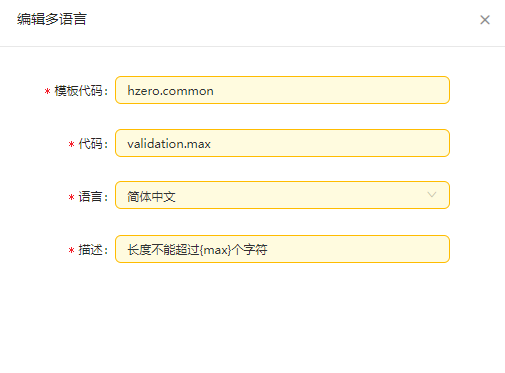 编辑多语言
* 模板代码: hzero.common
* 代码: validation.max
* 语言: 简体中文
* 描述: 长度不能超过{max}个字符